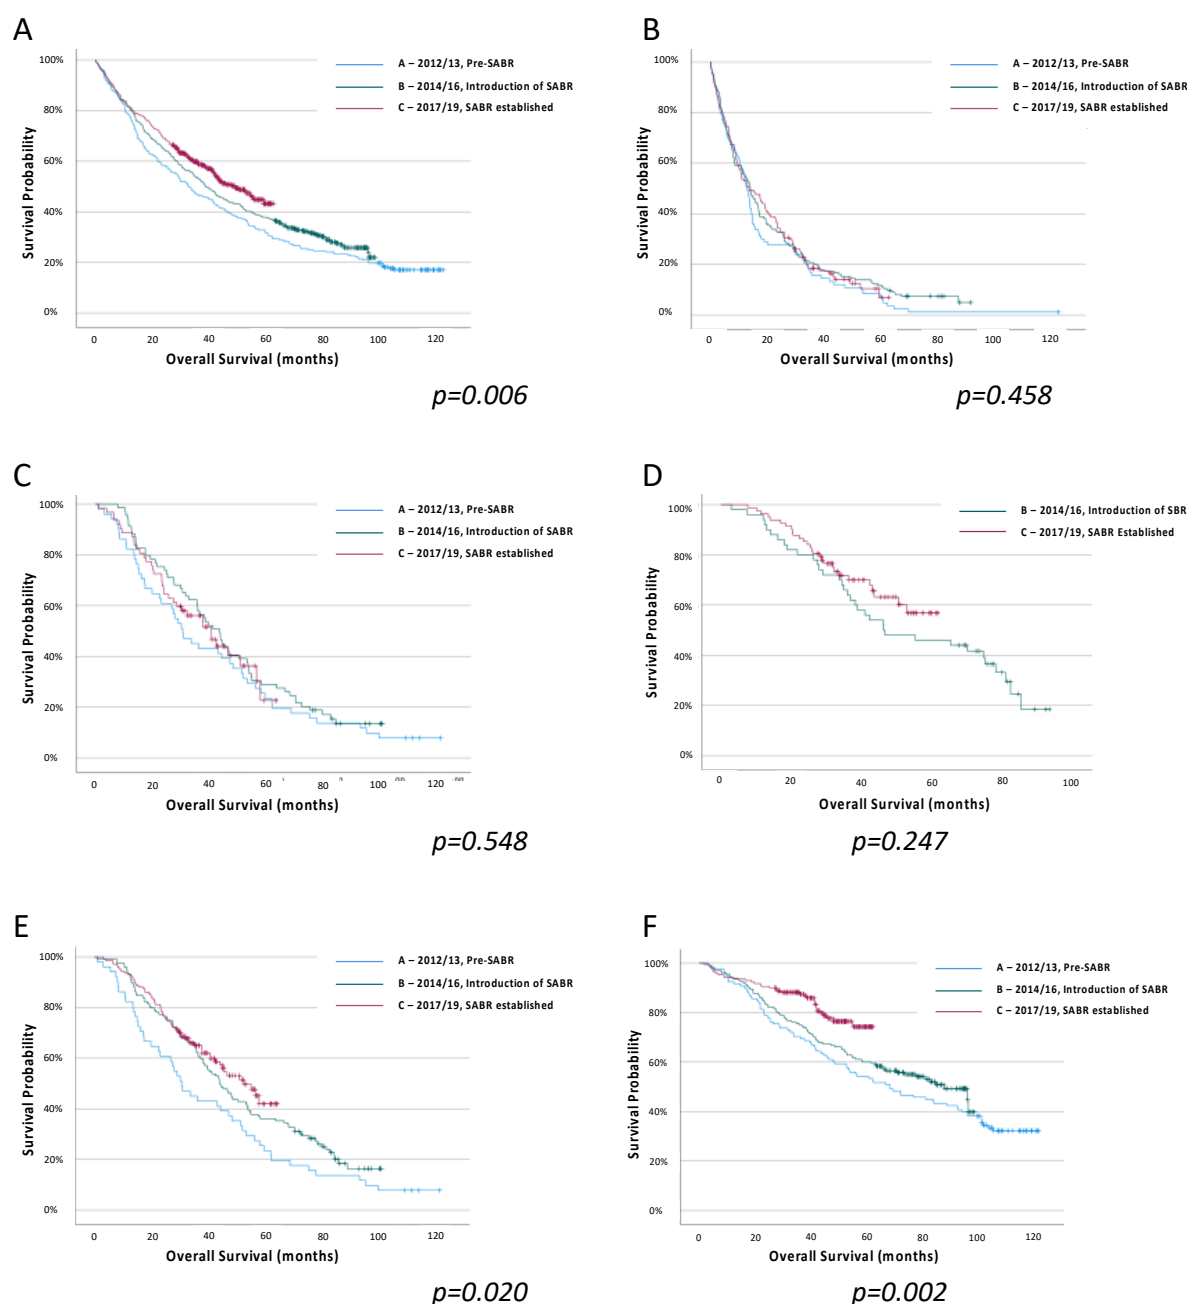 A
A – 2012/13, Pre-SABR
B – 2014/16, Introduction of SABR
C – 2017/19, SABR established
100%
80%
60%
40%
20%
0%
Survival Probability
0 20 40 60 80 100 120
Overall Survival (months)
p=0.006
B
A – 2012/13, Pre-SABR
B – 2014/16, Introduction of SABR
C – 2017/19, SABR established
100%
80%
60%
40%
20%
0%
Survival Probability
0 20 40 60 80 100 120
Overall Survival (months)
p=0.458
C
A – 2012/13, Pre-SABR
B – 2014/16, Introduction of SABR
C – 2017/19, SABR established
100%
80%
60%
40%
20%
0%
Survival Probability
0 20 40 60 80 100 120
Overall Survival (months)
p=0.548
D
B – 2014/16, Introduction of SBR
C – 2017/19, SABR Established
100%
80%
60%
40%
20%
0%
Survival Probability
0 20 40 60 80 100
Overall Survival (months)
p=0.247
E
A – 2012/13, Pre-SABR
B – 2014/16, Introduction of SABR
C – 2017/19, SABR established
100%
80%
60%
40%
20%
0%
Survival Probability
0 20 40 60 80 100 120
Overall Survival (months)
p=0.020
F
A – 2012/13, Pre-SABR
B – 2014/16, Introduction of SABR
C – 2017/19, SABR established
100%
80%
60%
40%
20%
0%
Survival Probability
0 20 40 60 80 100 120
Overall Survival (months)
p=0.002